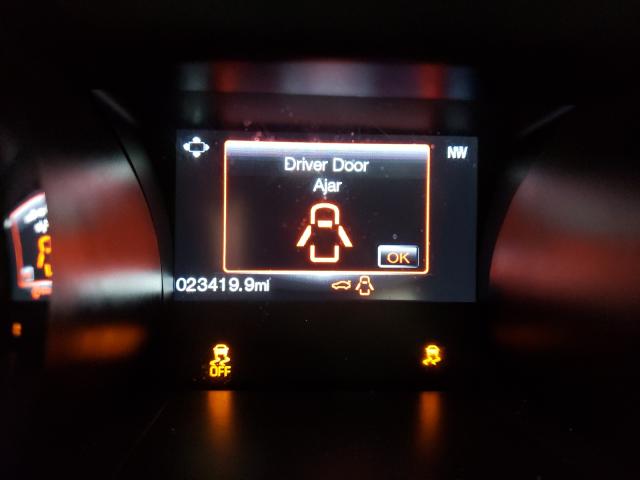 Driver Door
NW
Ajar
OK
023419.9mi
OFF